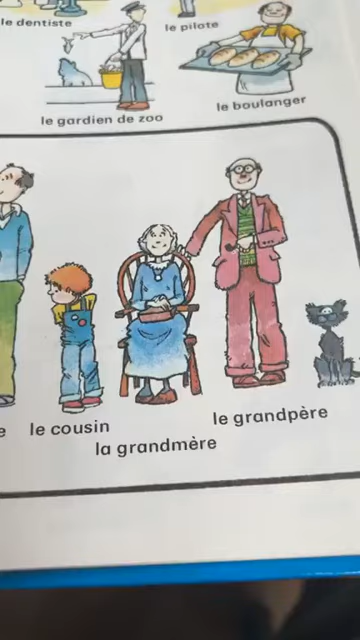 le dentiste
le pilote
le gardien de zoo
le boulanger
le cousin
le grandpère
la grandmère